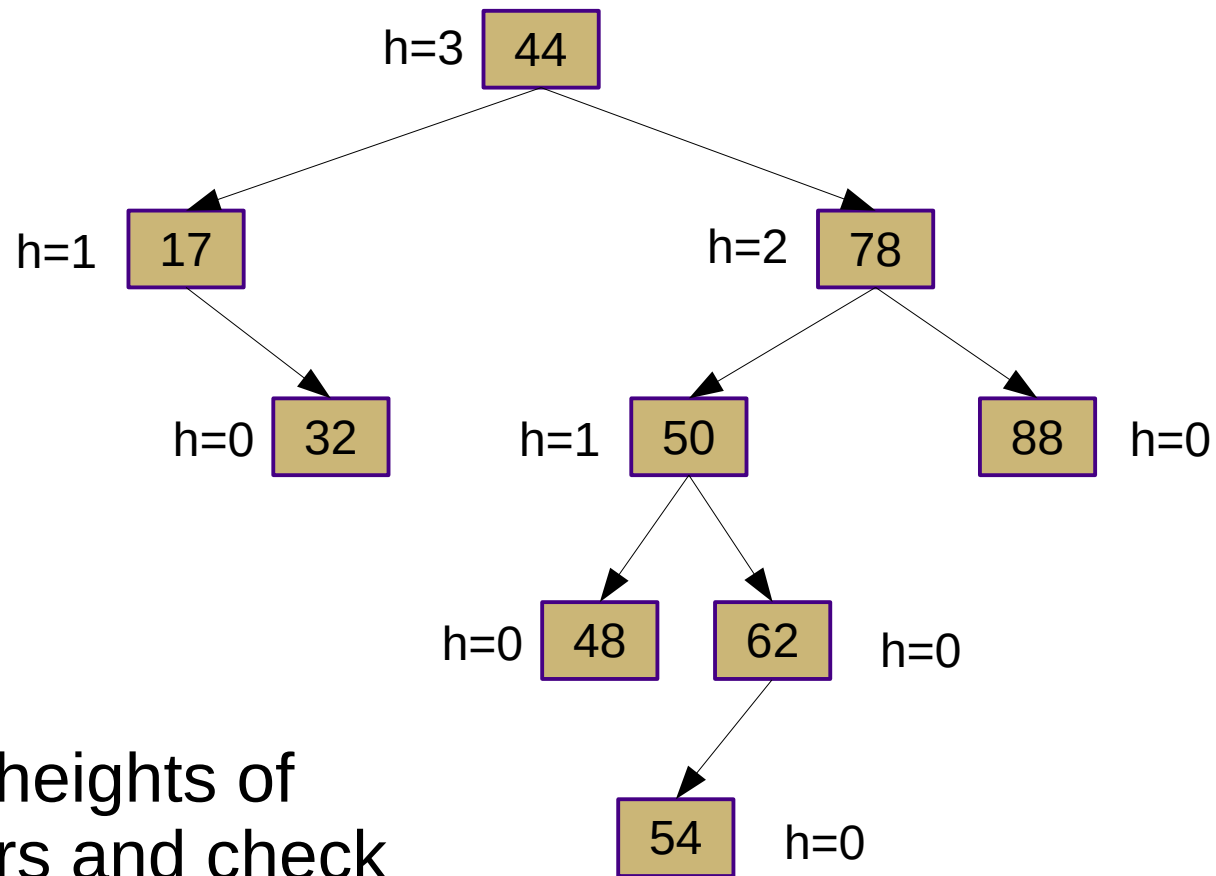 h=3 44
h=1 17 h=2 78
h=0 32 h=1 50 88 h=0
h=0 48 62 h=0
heights of
54 h=0
rs and check